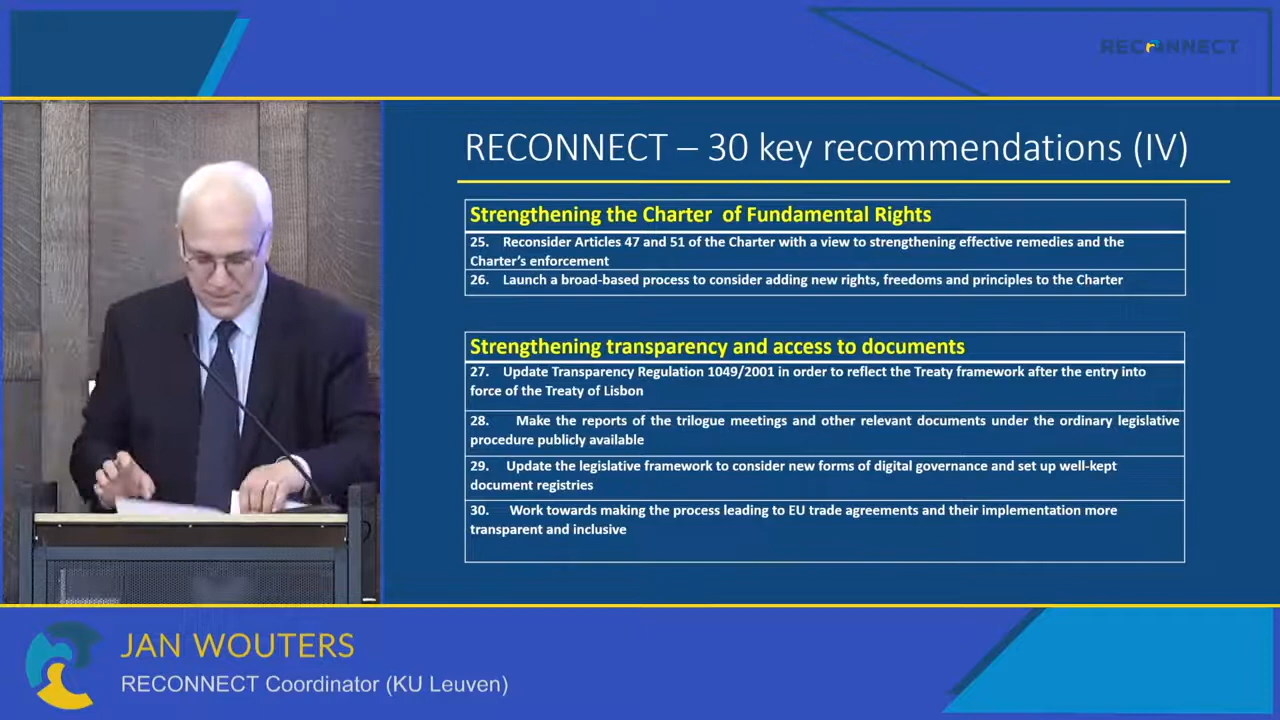 RECONNECT
RECONNECT – 30 key recommendations (IV)
Strengthening the Charter of Fundamental Rights
25. Reconsider Articles 47 and 51 of the Charter with a view to strengthening effective remedies and the
Charter's enforcement
26. Launch a broad-based process to consider adding new rights, freedoms and principles to the Charter
Strengthening transparency and access to documents
27. Update Transparency Regulation 1049/2001 in order to reflect the Treaty framework after the entry into
force of the Treaty of Lisbon
28. Make the reports of the trilogue meetings and other relevant documents under the ordinary legislative
procedure publicly available
29. Update the legislative framework to consider new forms of digital governance and set up well-kept
document registries
30. Work towards making the process leading to EU trade agreements and their implementation more
transparent and inclusive
JAN WOUTERS
RECONNECT Coordinator (KU Leuven)